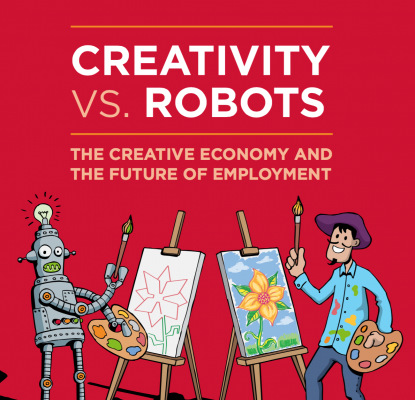 CREATIVITY
VS. ROBOTS
THE CREATIVE ECONOMY AND
THE FUTURE OF EMPLOYMENT